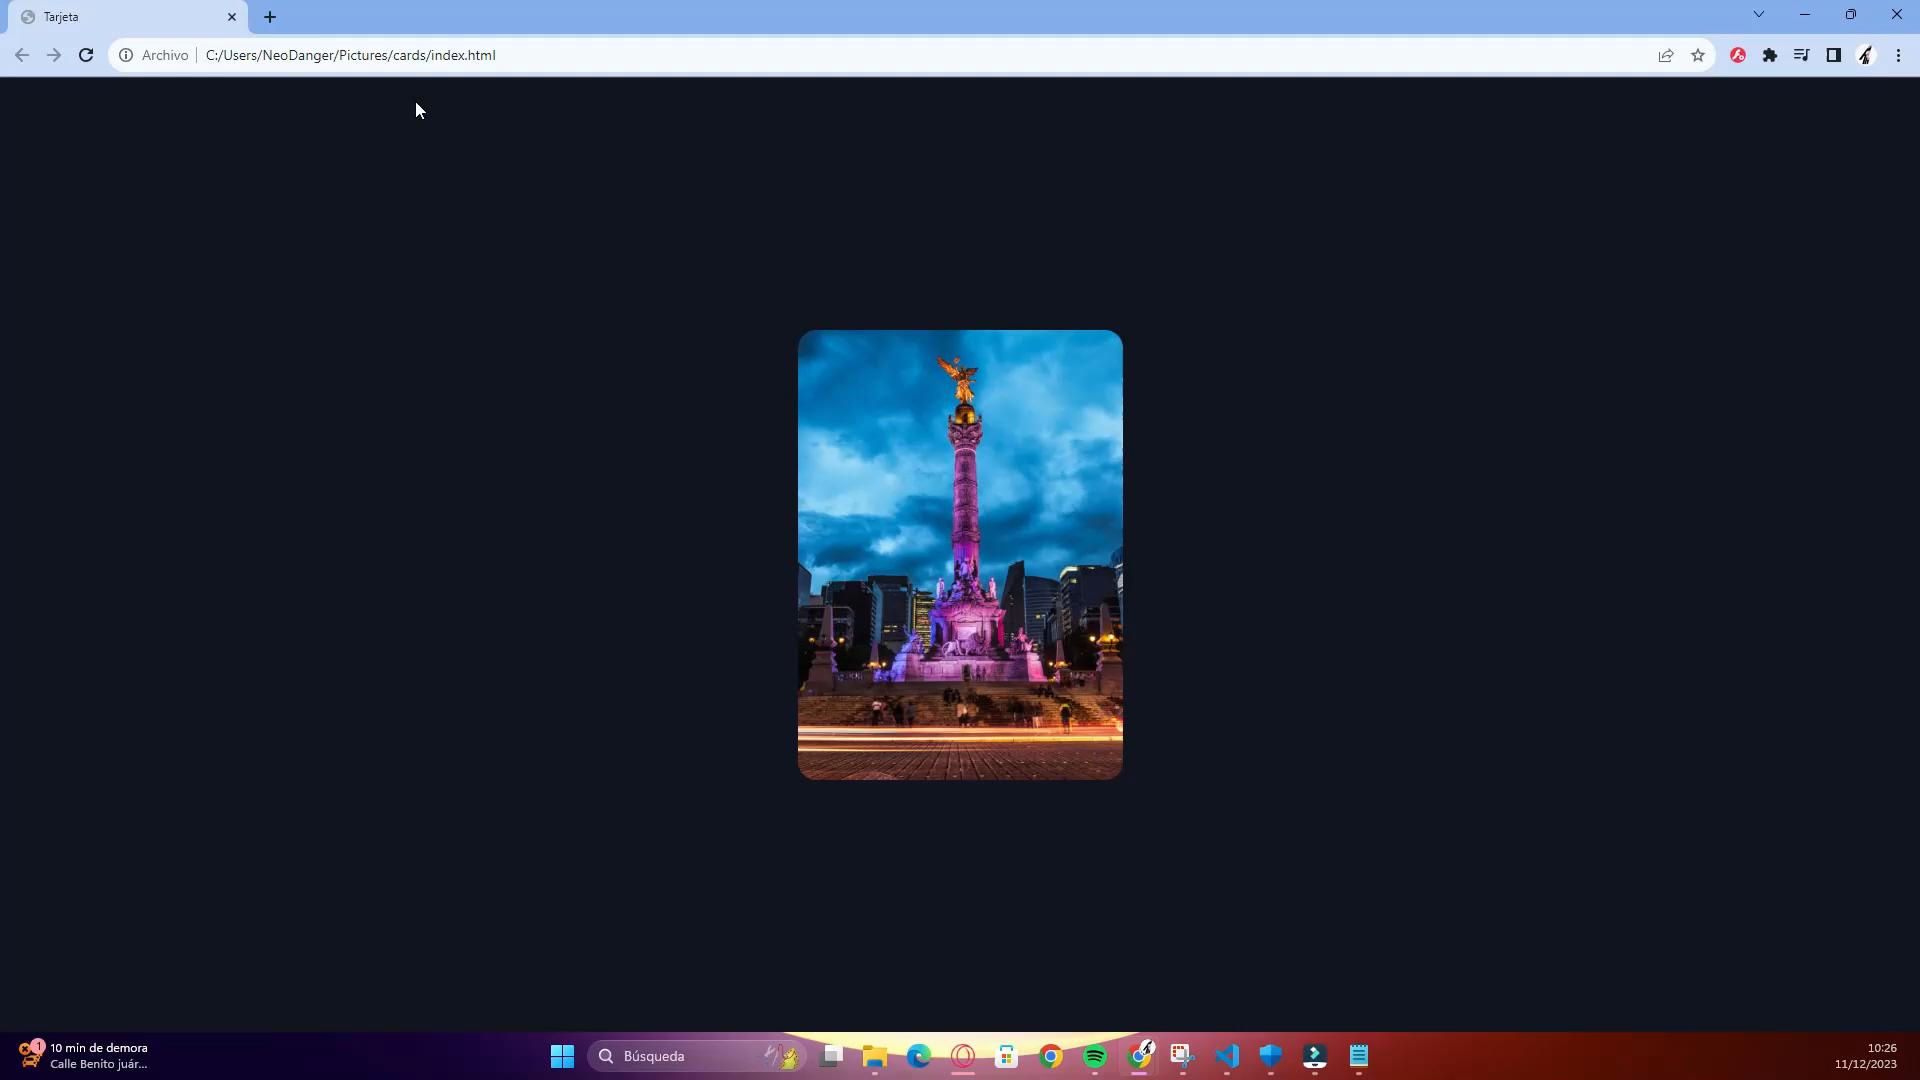 Tarjeta
Archivo
C:/Users/NeoDanger/Pictures/cards/index.html
1
10 min de demora
Calle Benito juár...
Búsqueda
10:26
11/12/2023